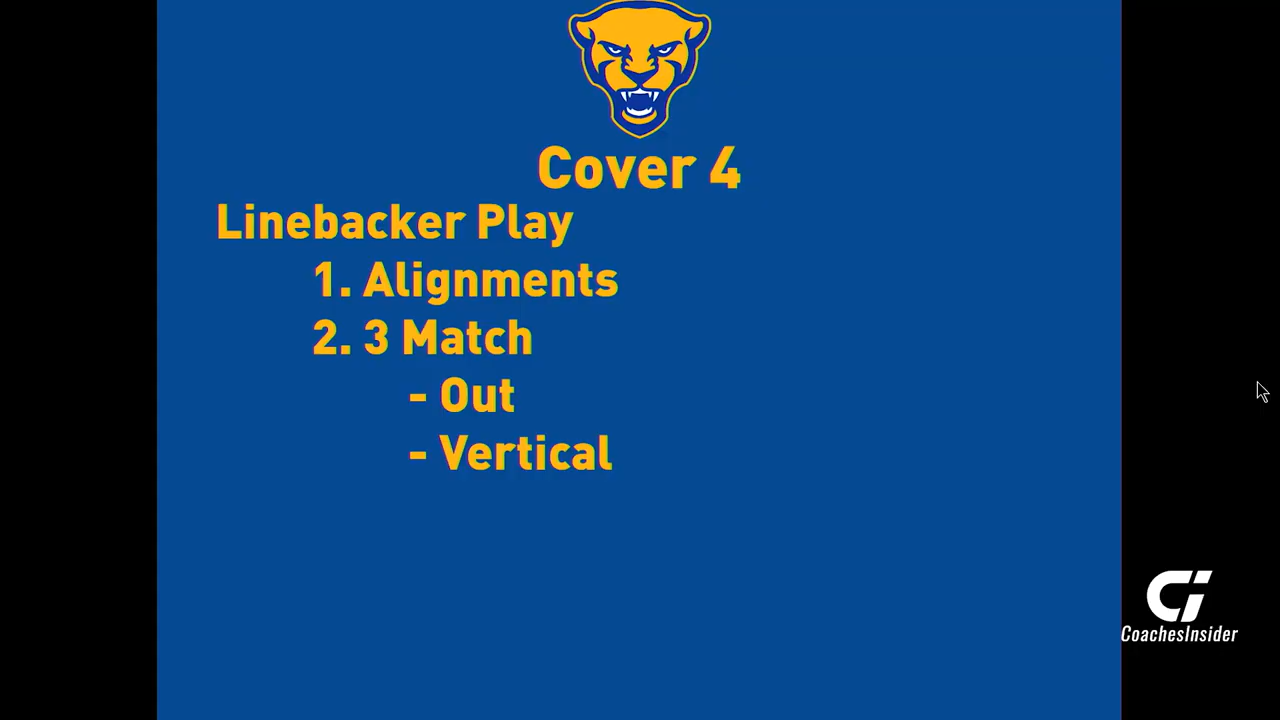 Cover 4
Linebacker Play
1. Alignments
2. 3 Match
- Out
- Vertical
CoachesInsider